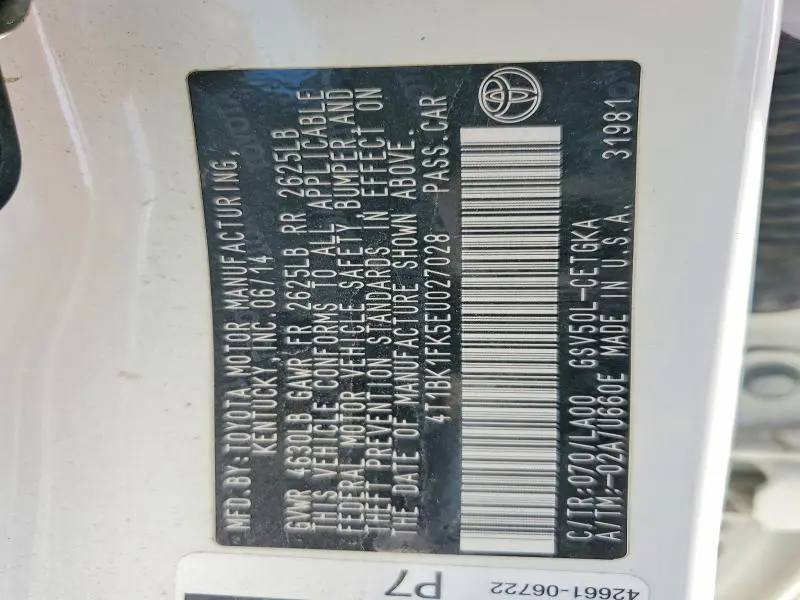 MFD.BY:TOYOTA MOTOR MANUFACTURING,
KENTUCKY, INC. 06/14
GVWR 4630LB GAWR FR 2625LB RR 2625LB
THIS VEHICLE CONFORMS TO ALL APPLICABLE
FEDERAL MOTOR VEHICLE SAFETY, BUMPER, AND
THEFT PREVENTION STANDARDS IN EFFECT ON
THE DATE OF MANUFACTURE SHOWN ABOVE.
4T1BK1FK5EU027028 PASS.CAR
C/TR:070/LA00 GSV50L-CETGKA
A/TM:-02A/U660E MADE IN U.S.A. 31981
P7
42661-06722